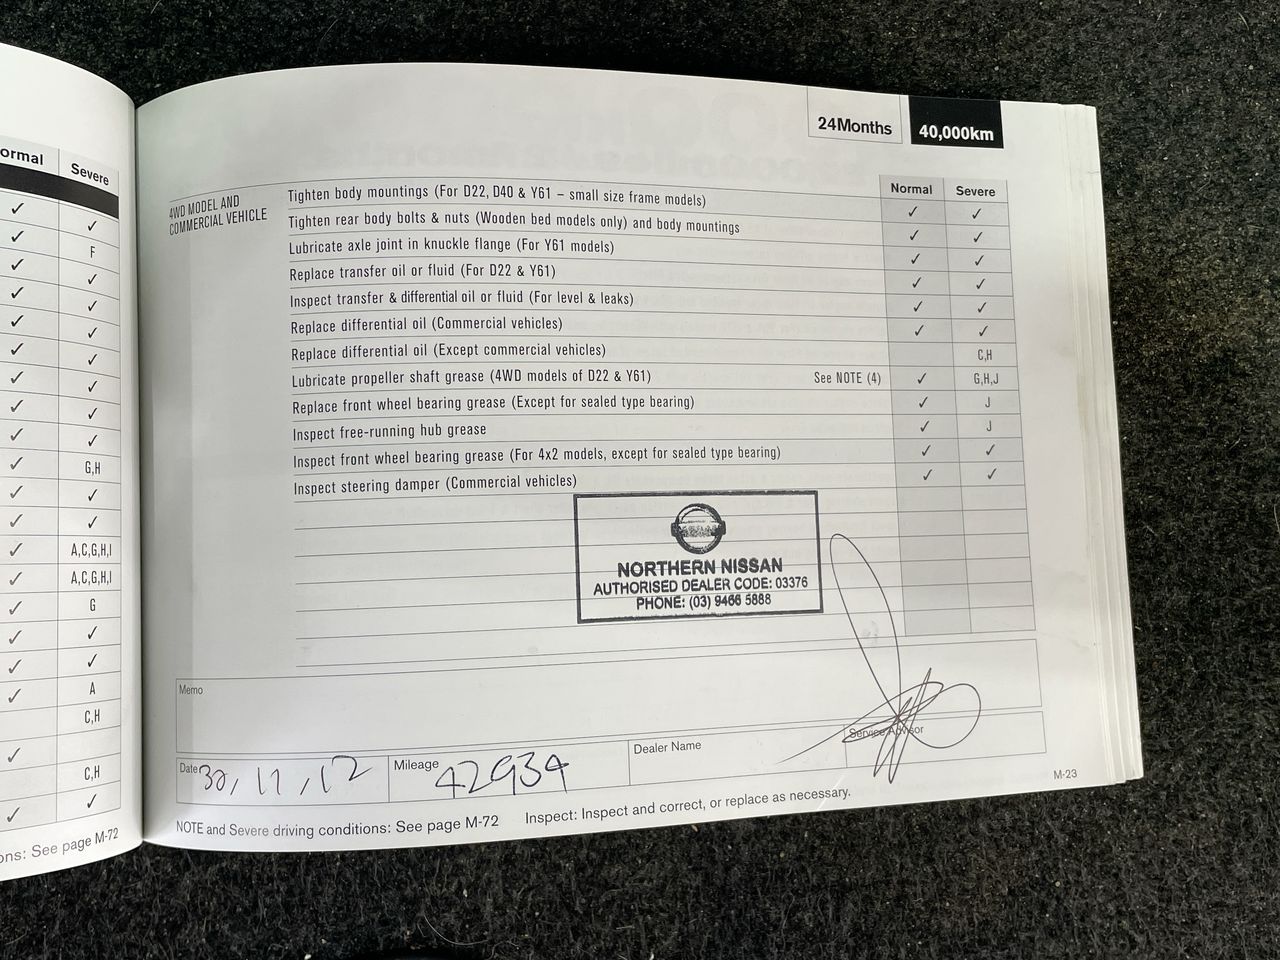 ormal Severe
✓ ✓
✓ F
✓ ✓
✓ ✓
✓ ✓
✓ ✓
✓ ✓
✓ ✓
✓ ✓
✓ G,H
✓ ✓
✓ ✓
✓ A,C,G,H,I
✓ A,C,G,H,I
✓ G
✓ ✓
✓ ✓
✓ A
C,H
✓
C,H
✓ ✓
ons: See page M-72
24Months 40,000km
Normal Severe
4WD MODEL AND
COMMERCIAL VEHICLE
Tighten body mountings (For D22, D40 & Y61 – small size frame models) ✓ ✓
Tighten rear body bolts & nuts (Wooden bed models only) and body mountings ✓ ✓
Lubricate axle joint in knuckle flange (For Y61 models) ✓ ✓
Replace transfer oil or fluid (For D22 & Y61) ✓ ✓
Inspect transfer & differential oil or fluid (For level & leaks) ✓ ✓
Replace differential oil (Commercial vehicles) ✓ ✓
Replace differential oil (Except commercial vehicles) C,H
Lubricate propeller shaft grease (4WD models of D22 & Y61) See NOTE (4) ✓ G,H,J
Replace front wheel bearing grease (Except for sealed type bearing) ✓ J
Inspect free-running hub grease ✓ J
Inspect front wheel bearing grease (For 4x2 models, except for sealed type bearing) ✓ ✓
Inspect steering damper (Commercial vehicles) ✓ ✓
NORTHERN NISSAN
AUTHORISED DEALER CODE: 03376
PHONE: (03) 9466 5888
Memo
Date 30/11/12 Mileage 42934 Dealer Name Service Advisor
NOTE and Severe driving conditions: See page M-72 Inspect: Inspect and correct, or replace as necessary.
M-23